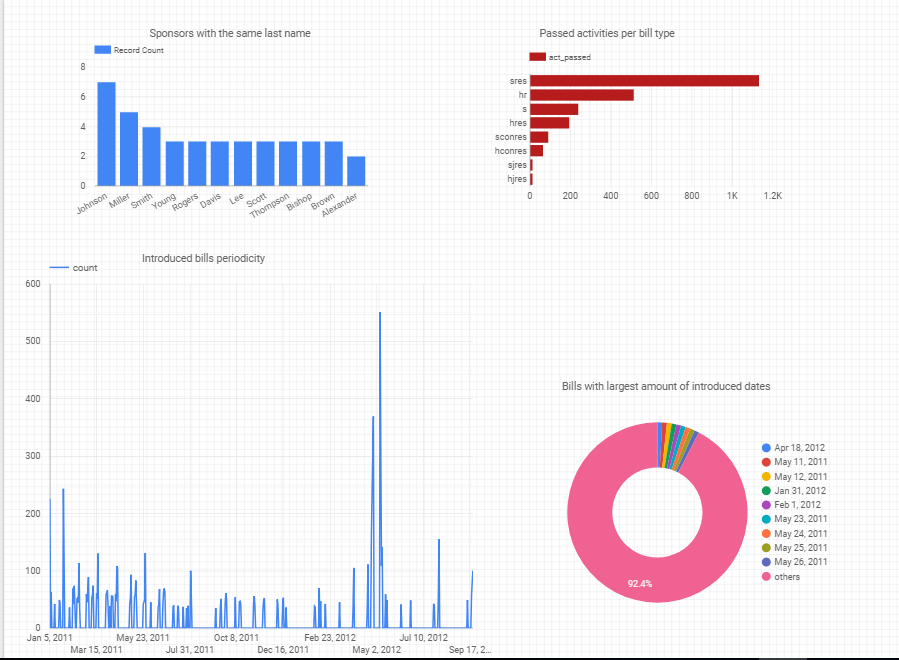 Sponsors with the same last name
Record Count
8
6
4
2
0
Johnson
Miller
Smith
Young
Rogers
Davis
Lee
Scott
Thompson
Bishop
Brown
Alexander
Passed activities per bill type
act_passed
sres
hr
s
hres
sconres
hconres
sjres
hjres
0 200 400 600 800 1K 1.2K
Introduced bills periodicity
count
600
500
400
300
200
100
0
Jan 5, 2011 May 23, 2011 Oct 8, 2011 Feb 23, 2012 Jul 10, 2012
Mar 15, 2011 Jul 31, 2011 Dec 16, 2011 May 2, 2012 Sep 17, 2...
Bills with largest amount of introduced dates
92.4%
Apr 18, 2012
May 11, 2011
May 12, 2011
Jan 31, 2012
Feb 1, 2012
May 23, 2011
May 24, 2011
May 25, 2011
May 26, 2011
others